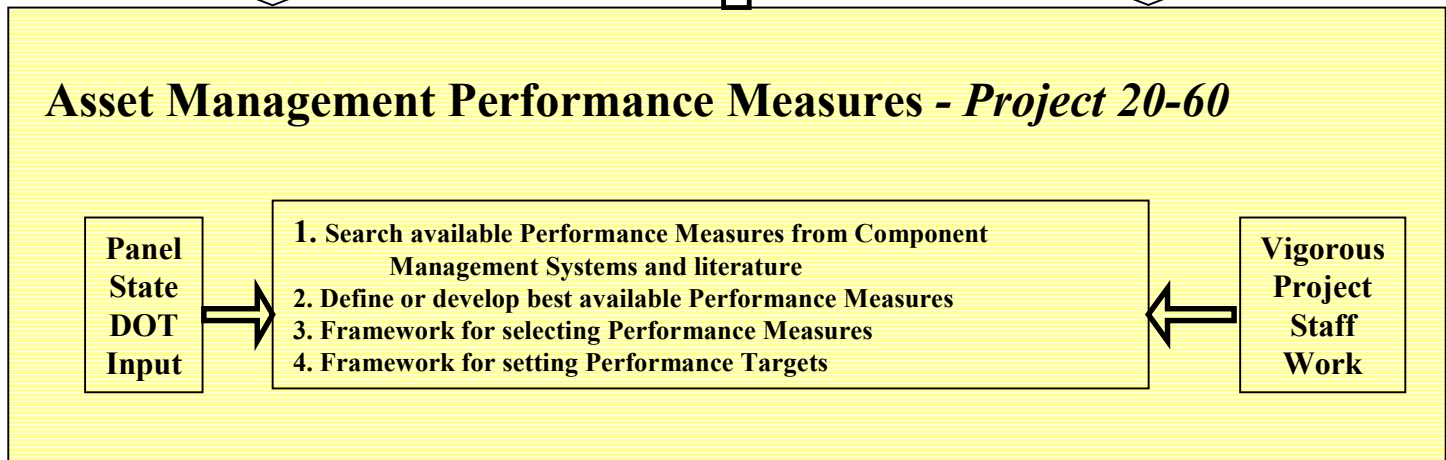 Asset Management Performance Measures - Project 20-60
Panel
State
DOT
Input
1. Search available Performance Measures from Component
Management Systems and literature
2. Define or develop best available Performance Measures
3. Framework for selecting Performance Measures
4. Framework for setting Performance Targets
Vigorous
Project
Staff
Work